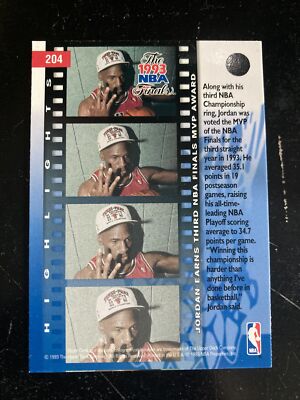 204
The
1993
NBA
Finals
HIGHLIGHTS
JORDAN EARNS THIRD NBA FINALS MVP AWARD
Along with his
third NBA
Championship
ring, Jordan was
voted the MVP
of the NBA
Finals for the
third straight
year in 1993. He
averaged 35.1
points in 19
postseason
games, raising
his all-time-
leading NBA
Playoff scoring
average to 34.7
points per game.
"Winning this
championship is
harder than
anything I've
done before in
basketball,"
Jordan said.
NBA